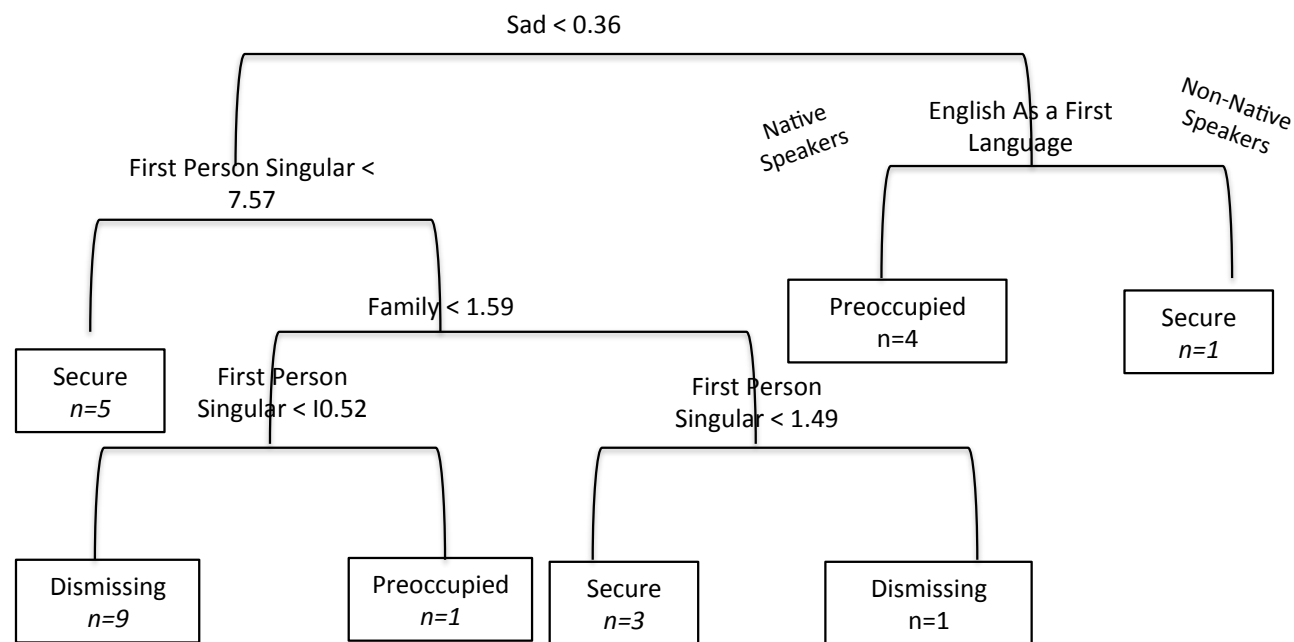 Sad < 0.36
Native
Speakers
English As a First
Language
Non-Native
Speakers
First Person Singular <
7.57
Family < 1.59
Preoccupied
n=4
Secure
n=1
Secure
n=5
First Person
Singular < I0.52
First Person
Singular < 1.49
Dismissing
n=9
Preoccupied
n=1
Secure
n=3
Dismissing
n=1